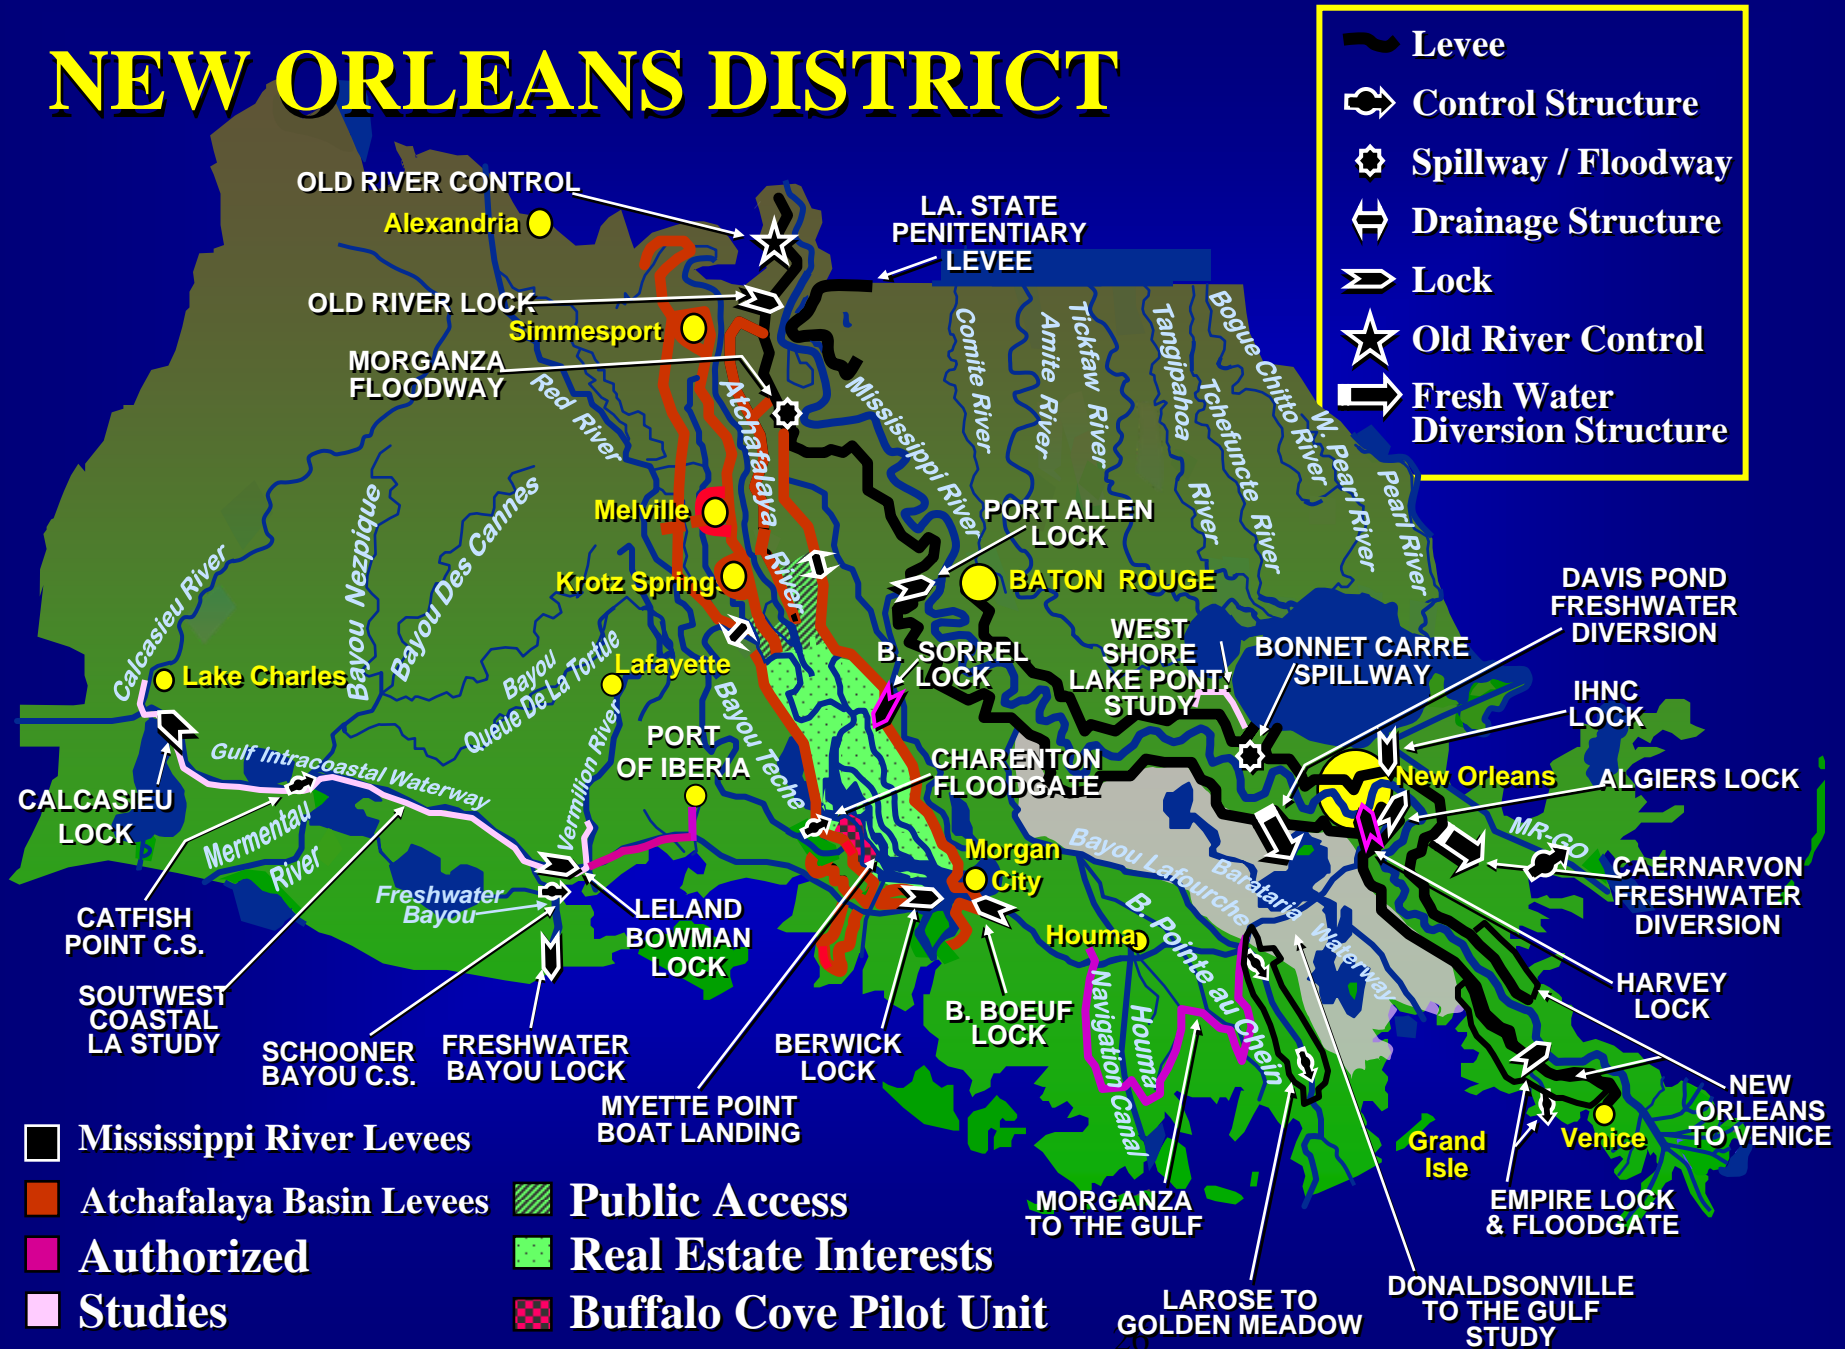 NEW ORLEANS DISTRICT
Levee
Control Structure
Spillway / Floodway
Drainage Structure
Lock
Old River Control
Fresh Water
Diversion Structure
OLD RIVER CONTROL
Alexandria
LA. STATE
PENITENTIARY
LEVEE
OLD RIVER LOCK
Simmesport
MORGANZA
FLOODWAY
Red River
Atchafalaya
River
Mississippi River
Comite River
Amite River
Tickfaw River
Tangipahoa
River
Tchefuncte River
Bogue Chitto River
W. Pearl River
Pearl River
Melville
PORT ALLEN
LOCK
Krotz Springs
BATON ROUGE
Calcasieu River
Bayou Nezpique
Bayou Des Cannes
Bayou
Queue De La Tortue
Lake Charles
Lafayette
B. SORREL
LOCK
WEST
SHORE
LAKE PONT.
STUDY
BONNET CARRE
SPILLWAY
DAVIS POND
FRESHWATER
DIVERSION
IHNC
LOCK
Gulf Intracoastal Waterway
Vermilion River
Bayou Teche
PORT
OF IBERIA
CHARENTON
FLOODGATE
New Orleans
ALGIERS LOCK
CALCASIEU
LOCK
Mermentau
River
Freshwater
Bayou
Morgan
City
Bayou Lafourche
Barataria
Waterway
MR-GO
CAERNARVON
FRESHWATER
DIVERSION
CATFISH
POINT C.S.
LELAND
BOWMAN
LOCK
Houma
B. Pointe au Chein
HARVEY
LOCK
SOUTWEST
COASTAL
LA STUDY
SCHOONER
BAYOU C.S.
FRESHWATER
BAYOU LOCK
BERWICK
LOCK
B. BOEUF
LOCK
Houma
Navigation Canal
MYETTE POINT
BOAT LANDING
NEW
ORLEANS
TO VENICE
Grand
Isle
Venice
MORGANZA
TO THE GULF
EMPIRE LOCK
& FLOODGATE
LAROSE TO
GOLDEN MEADOW
DONALDSONVILLE
TO THE GULF
STUDY
Mississippi River Levees
Atchafalaya Basin Levees
Authorized
Studies
Public Access
Real Estate Interests
Buffalo Cove Pilot Unit